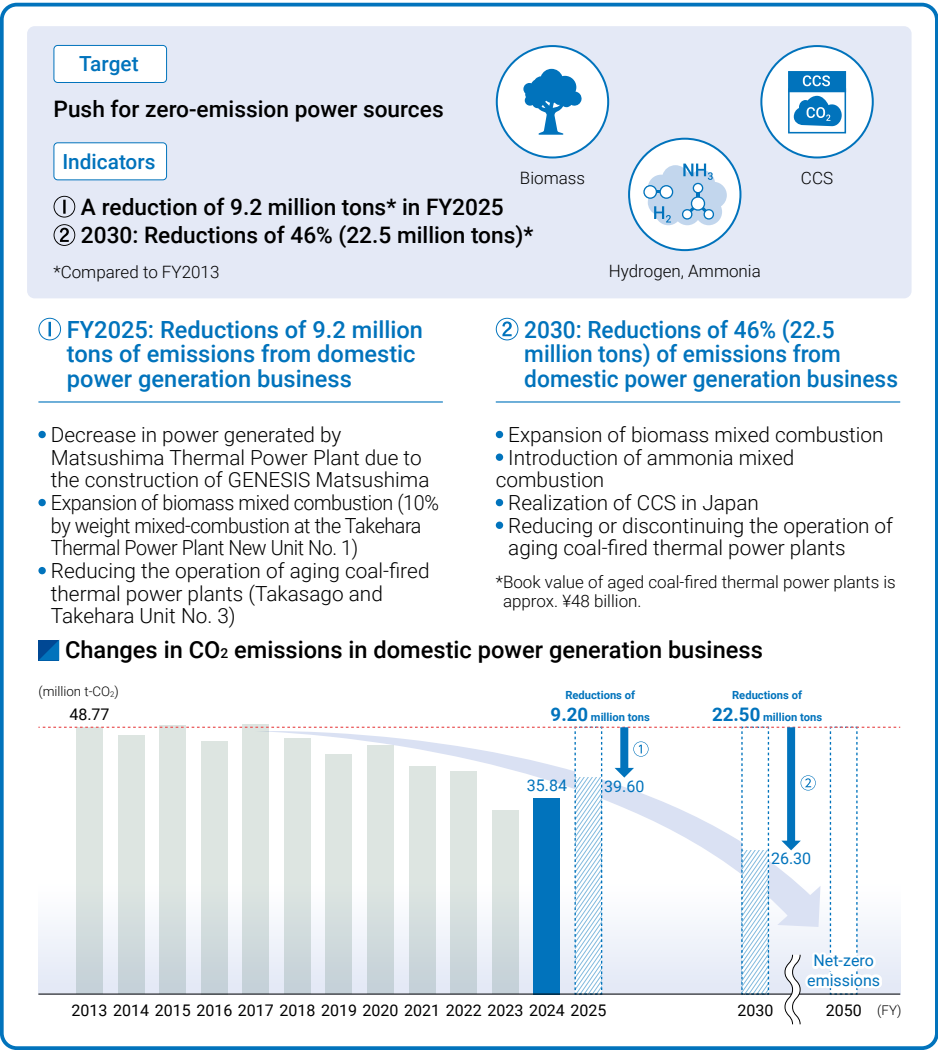 Target
Push for zero-emission power sources
Indicators
① A reduction of 9.2 million tons* in FY2025
② 2030: Reductions of 46% (22.5 million tons)*
*Compared to FY2013
Biomass
NH₃
H₂
Hydrogen, Ammonia
CCS
CO₂
CCS
① FY2025: Reductions of 9.2 million
tons of emissions from domestic
power generation business
• Decrease in power generated by
Matsushima Thermal Power Plant due to
the construction of GENESIS Matsushima
• Expansion of biomass mixed combustion (10%
by weight mixed-combustion at the Takehara
Thermal Power Plant New Unit No. 1)
• Reducing the operation of aging coal-fired
thermal power plants (Takasago and
Takehara Unit No. 3)
② 2030: Reductions of 46% (22.5
million tons) of emissions from
domestic power generation business
• Expansion of biomass mixed combustion
• Introduction of ammonia mixed
combustion
• Realization of CCS in Japan
• Reducing or discontinuing the operation of
aging coal-fired thermal power plants
*Book value of aged coal-fired thermal power plants is
approx. ¥48 billion.
Changes in CO₂ emissions in domestic power generation business
(million t-CO₂)
48.77
Reductions of
9.20 million tons
Reductions of
22.50 million tons
①
②
35.84
39.60
26.30
Net-zero
emissions
2013 2014 2015 2016 2017 2018 2019 2020 2021 2022 2023 2024 2025 2030 2050 (FY)